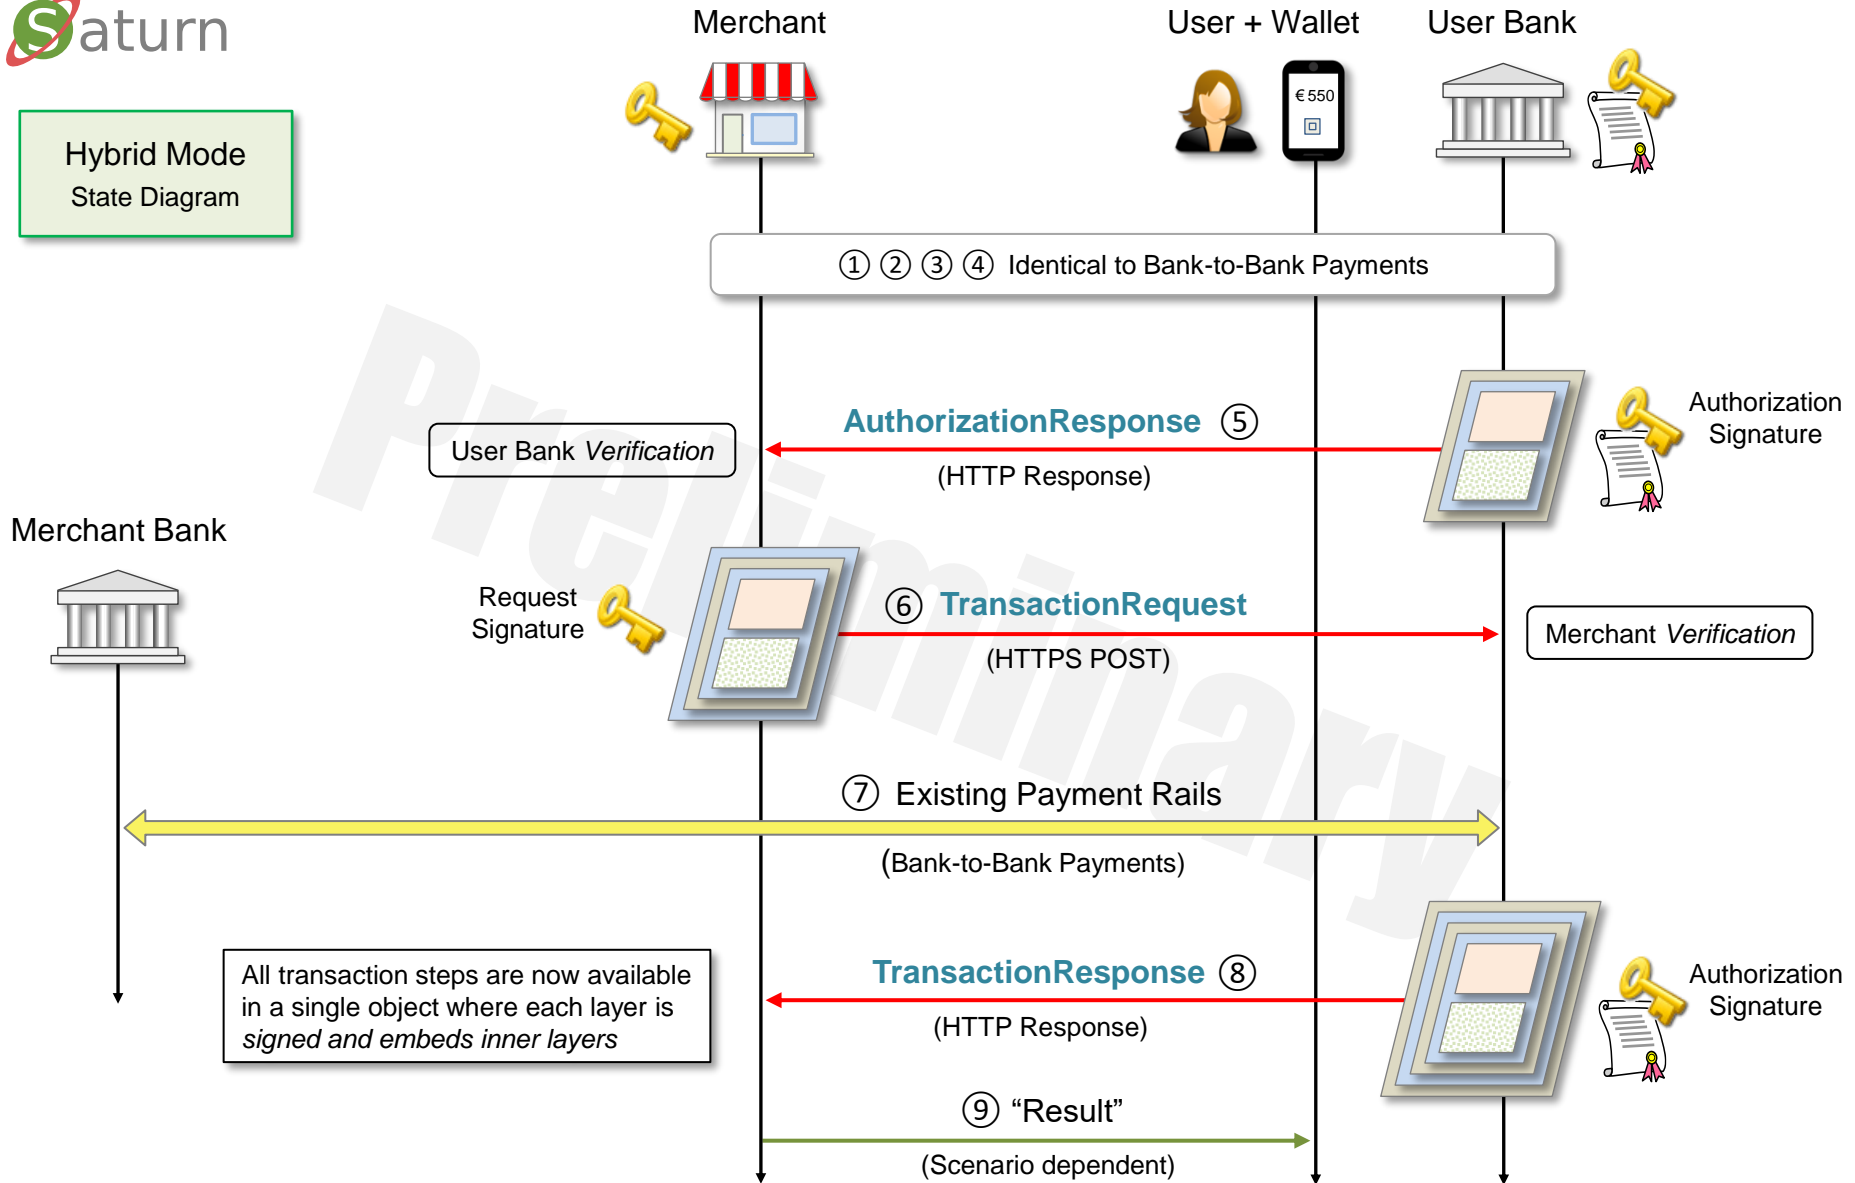 Saturn
Merchant
User + Wallet
User Bank
€ 550
Hybrid Mode
State Diagram
① ② ③ ④ Identical to Bank-to-Bank Payments
AuthorizationResponse ⑤
(HTTP Response)
User Bank Verification
Authorization
Signature
Merchant Bank
Request
Signature
⑥ TransactionRequest
(HTTPS POST)
Merchant Verification
⑦ Existing Payment Rails
(Bank-to-Bank Payments)
All transaction steps are now available
in a single object where each layer is
signed and embeds inner layers
TransactionResponse ⑧
(HTTP Response)
Authorization
Signature
⑨ “Result”
(Scenario dependent)
Preliminary